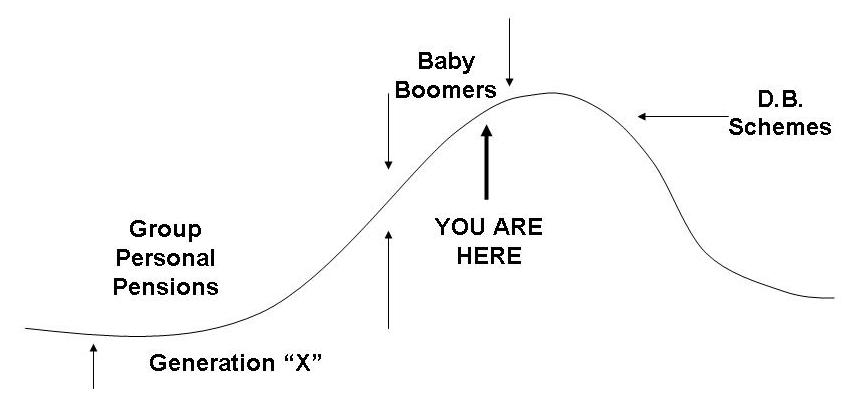 Baby
Boomers
D.B.
Schemes
Group
Personal
Pensions
YOU ARE
HERE
Generation “X”